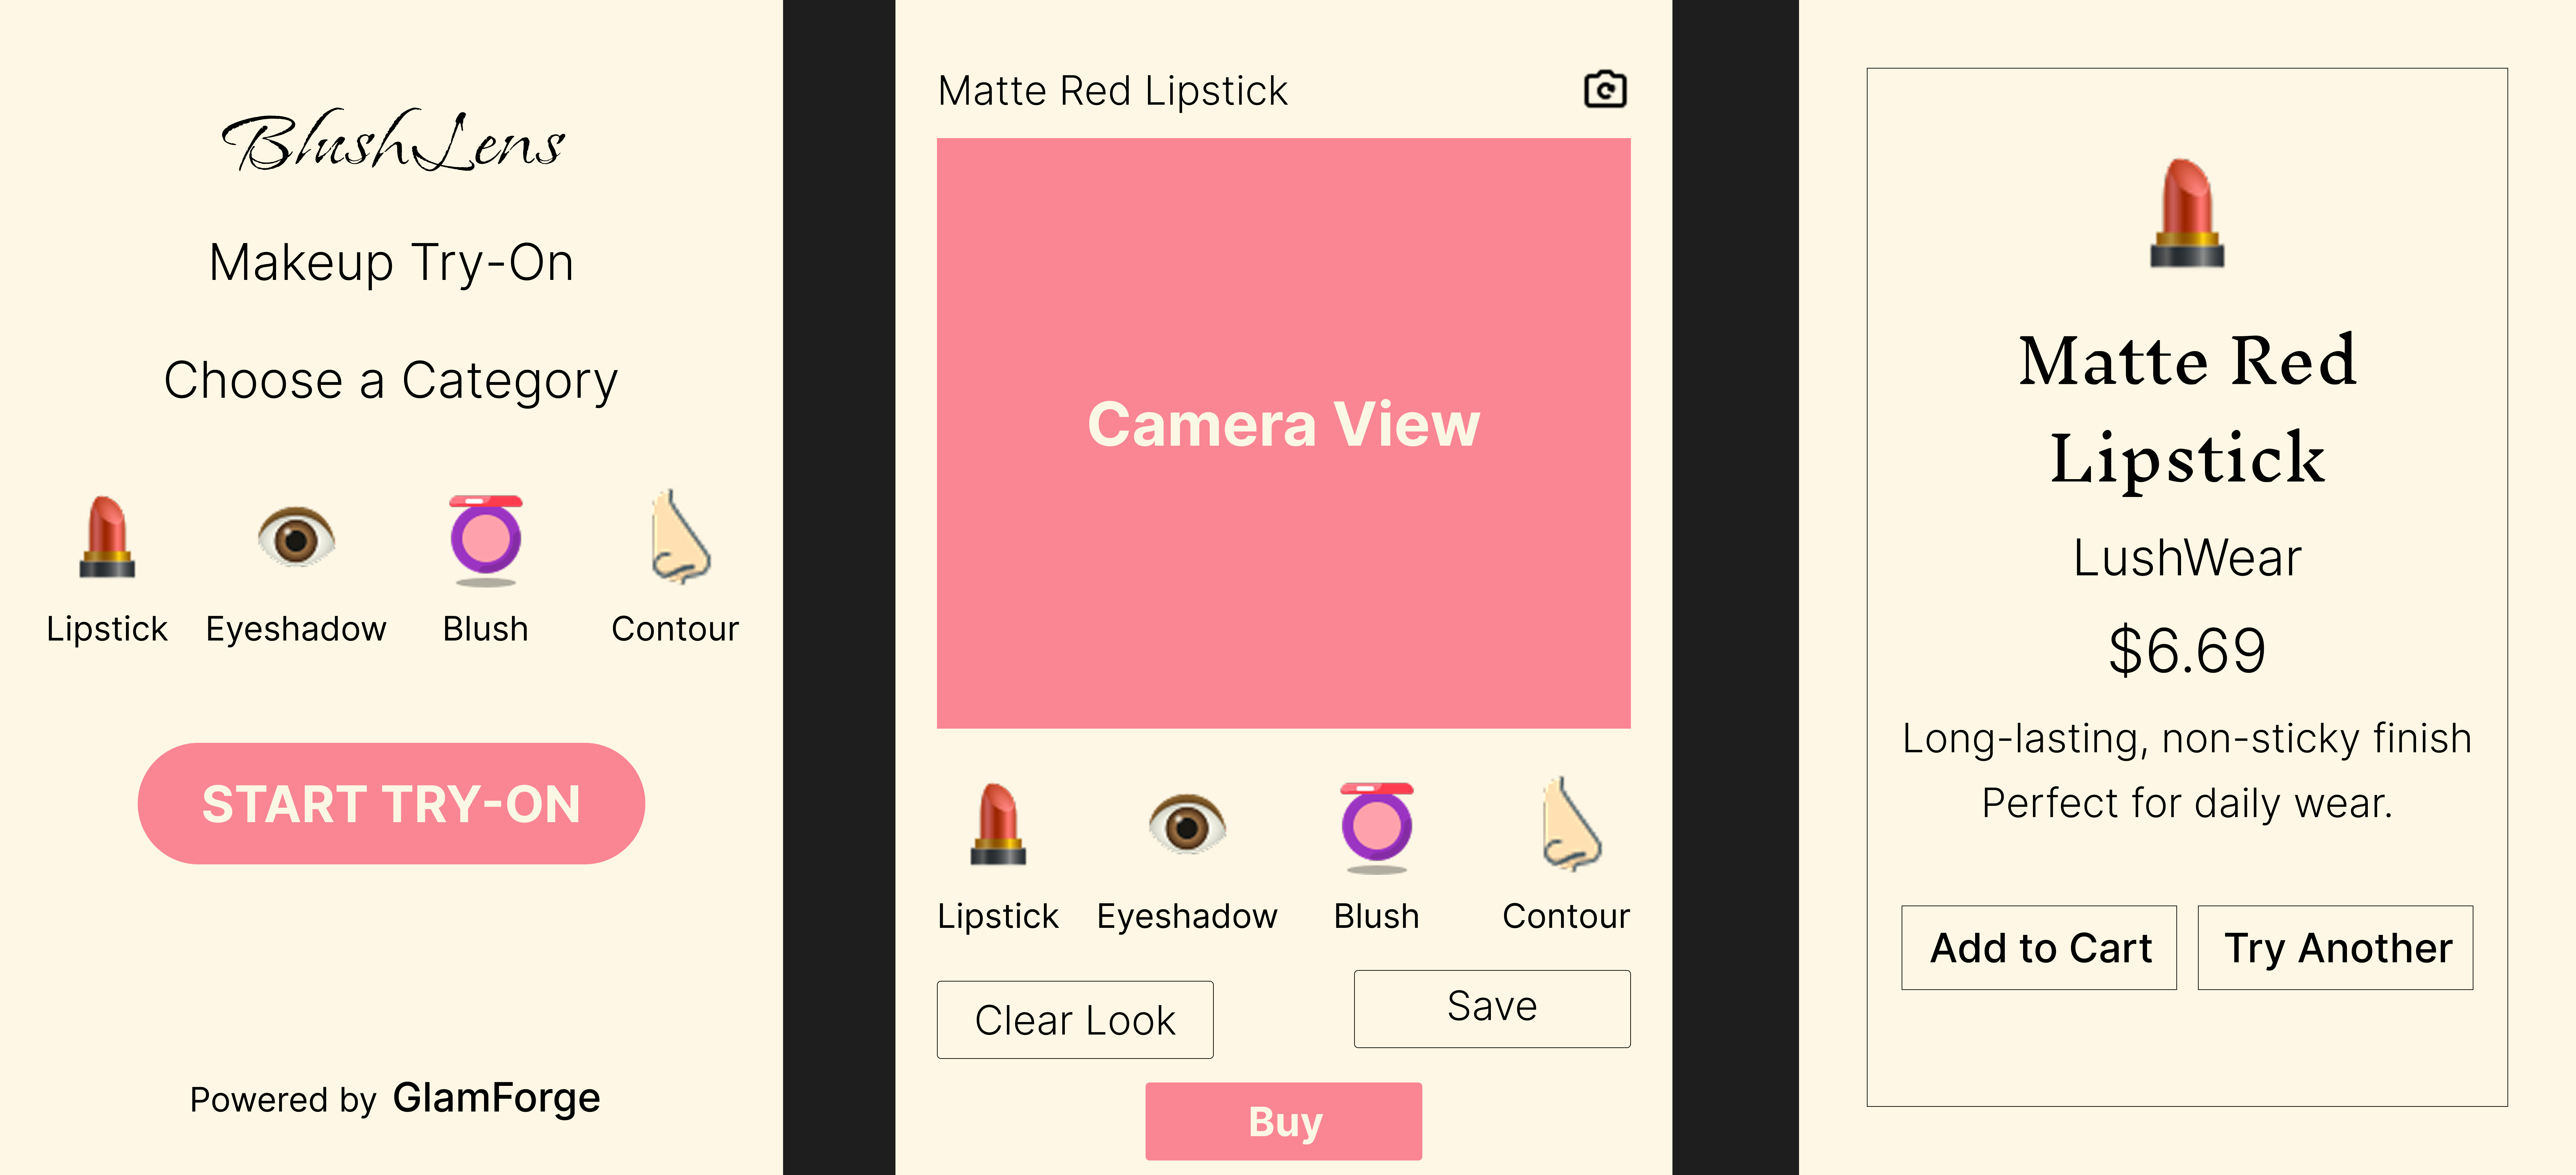 BlushLens
Makeup Try-On
Choose a Category
Lipstick Eyeshadow Blush Contour
START TRY-ON
Powered by GlamForge
Matte Red Lipstick
Camera View
Lipstick Eyeshadow Blush Contour
Clear Look Save
Buy
Matte Red
Lipstick
LushWear
$6.69
Long-lasting, non-sticky finish
Perfect for daily wear.
Add to Cart Try Another